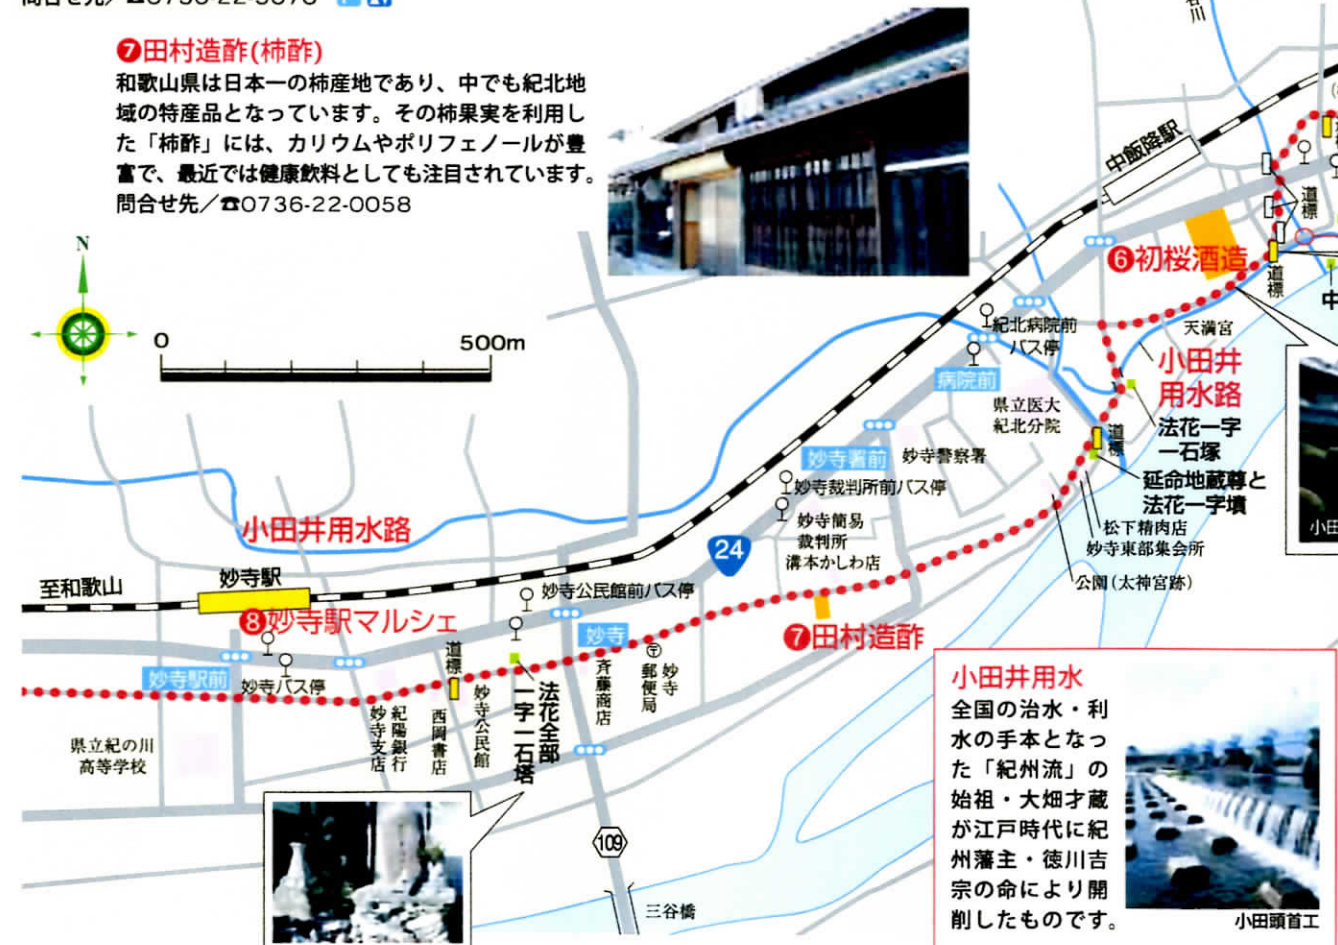 ❼田村造酢(柿酢)
和歌山県は日本一の柿産地であり、中でも紀北地
域の特産品となっています。その柿果実を利用し
た「柿酢」には、カリウムやポリフェノールが豊
富で、最近では健康飲料としても注目されています。
問合せ先／☎0736-22-0058
N
0
500m
中飯降駅
道標
❻初桜酒造
道標
天満宮
小田井
用水路
紀北病院前
バス停
病院前
県立医大
紀北分院
道標
法花一字
一石塚
延命地蔵尊と
法花一字墳
妙寺署前
妙寺警察署
妙寺裁判所前バス停
妙寺簡易
裁判所
溝本かしわ店
松下精肉店
妙寺東部集会所
公園(太神宮跡)
24
小田井用水路
至和歌山
妙寺駅
❽妙寺駅マルシェ
妙寺公民館前バス停
妙寺
❼田村造酢
妙寺駅前
妙寺バス停
道標
法花全部
一字一石塔
斉藤商店
妙寺
郵便局
県立紀の川
高等学校
紀陽銀行
妙寺支店
西岡書店
妙寺公民館
109
三谷橋
小田井用水
全国の治水・利
水の手本となっ
た「紀州流」の
始祖・大畑才蔵
が江戸時代に紀
州藩主・徳川吉
宗の命により開
削したものです。
小田頭首工